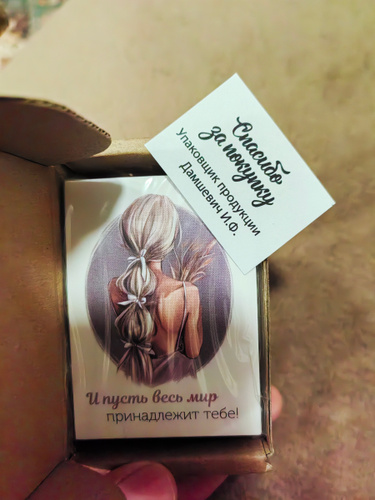 Спасибо
за покупку
Упаковщик продукции
Дамшевич И.Ф.
И пусть весь мир
принадлежит тебе!